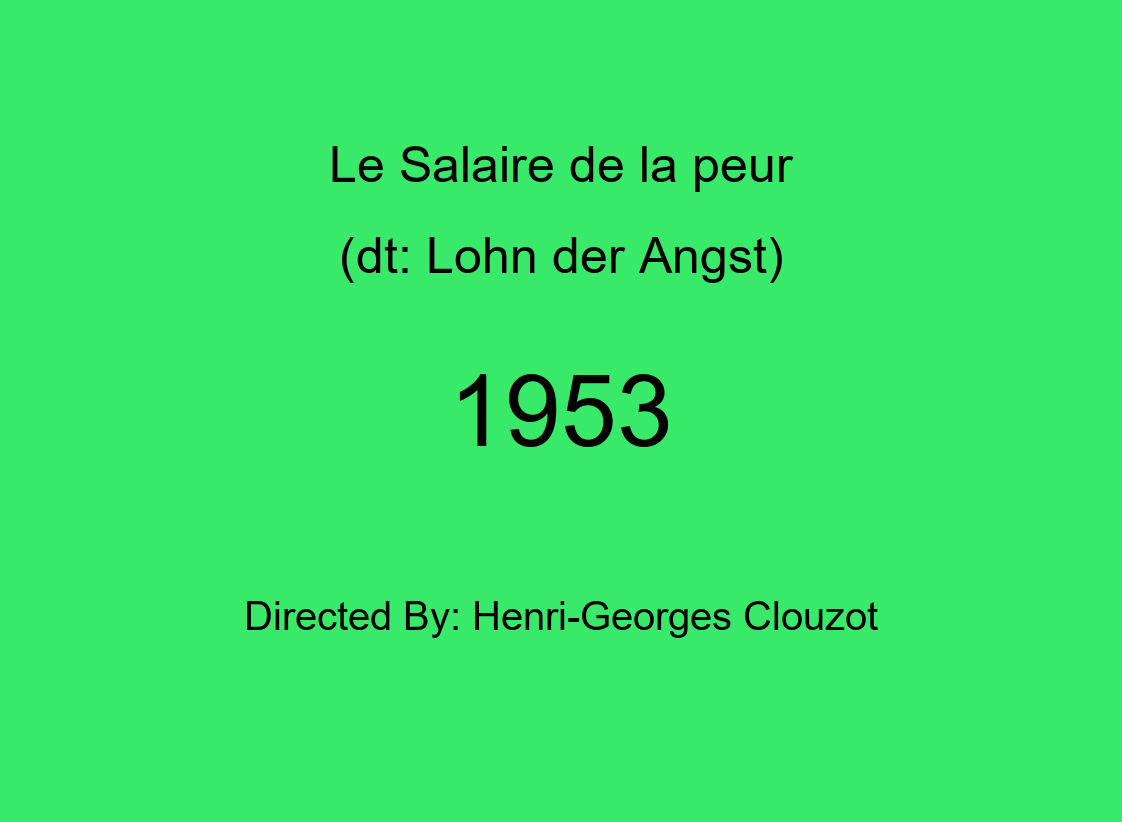 Le Salaire de la peur
(dt: Lohn der Angst)
1953
Directed By: Henri-Georges Clouzot